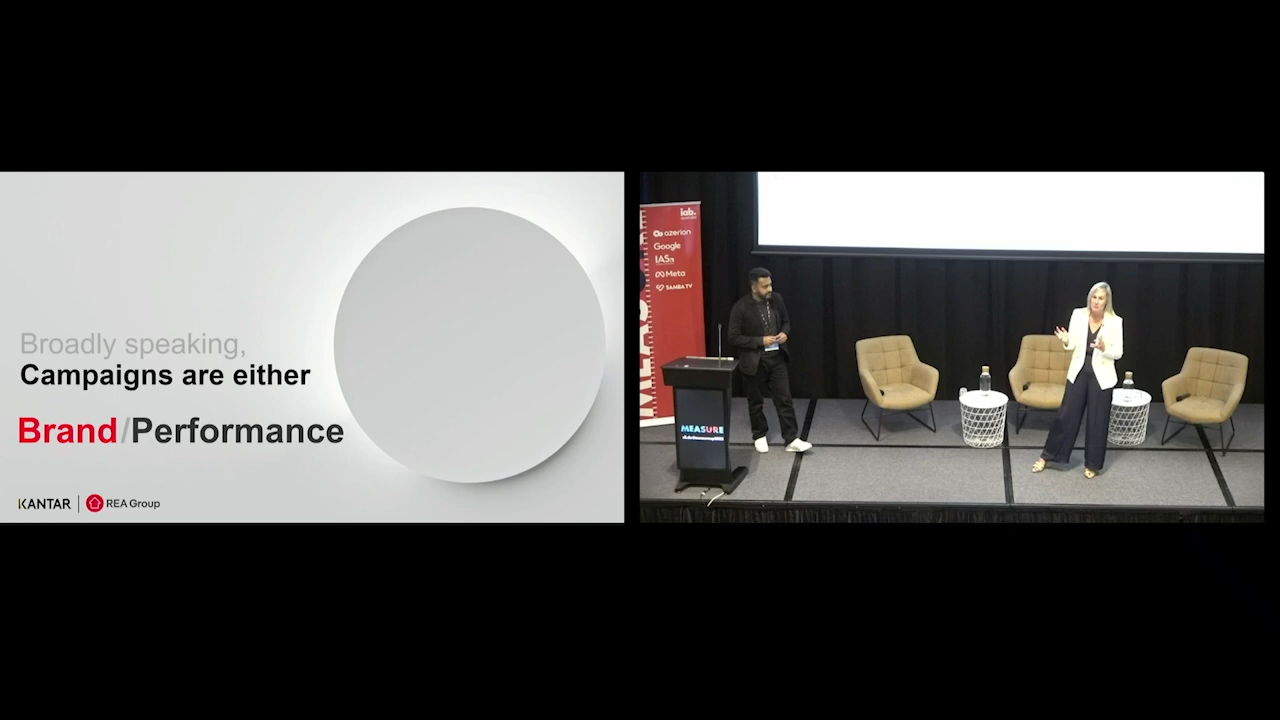 Broadly speaking,
Campaigns are either
Brand/Performance
KANTAR | REA Group
iab.
azerion
Google
IAS
Meta
SAMBA TV
MEASURE